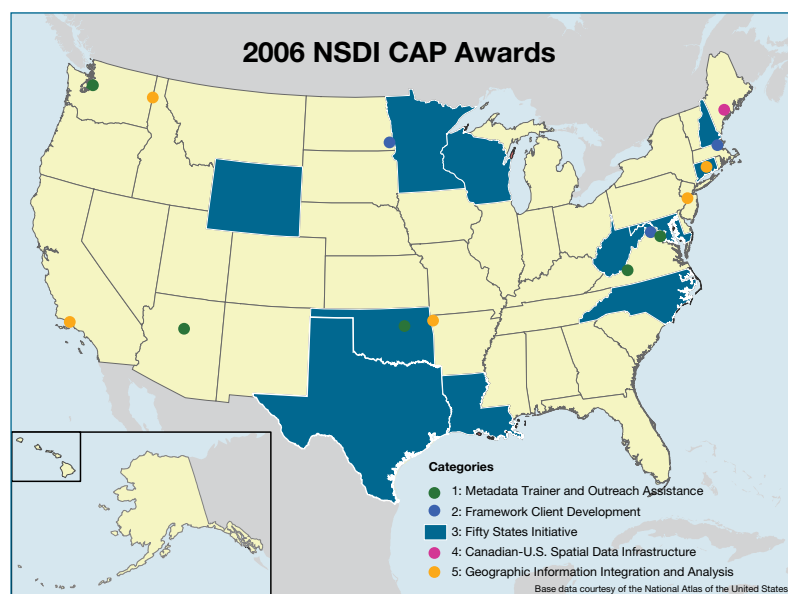 2006 NSDI CAP Awards
Categories
1: Metadata Trainer and Outreach Assistance
2: Framework Client Development
3: Fifty States Initiative
4: Canadian-U.S. Spatial Data Infrastructure
5: Geographic Information Integration and Analysis
Base data courtesy of the National Atlas of the United States